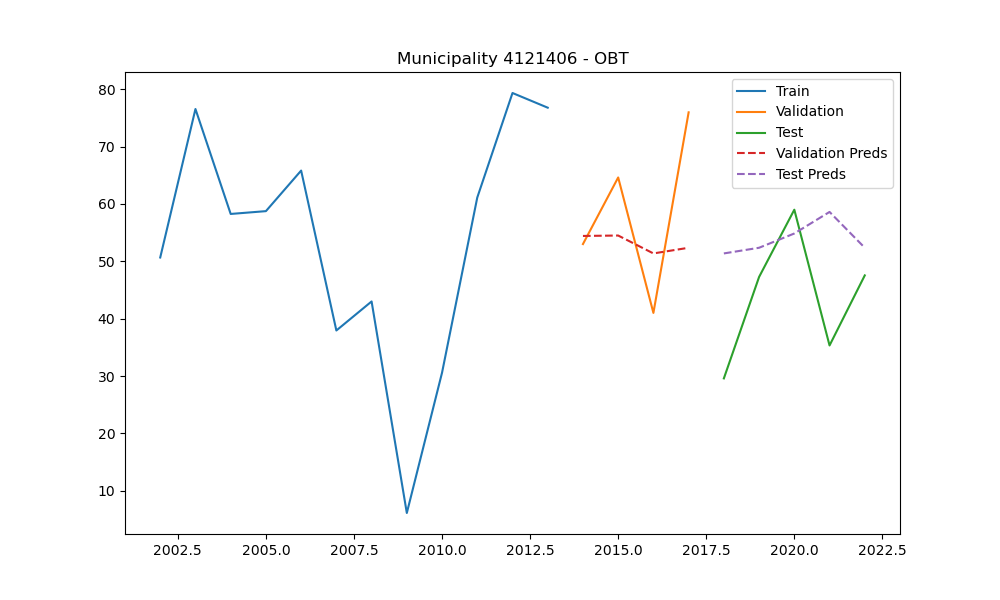 Municipality 4121406 - OBT
80
70
60
50
40
30
20
10
2002.5 2005.0 2007.5 2010.0 2012.5 2015.0 2017.5 2020.0 2022.5
Train
Validation
Test
Validation Preds
Test Preds